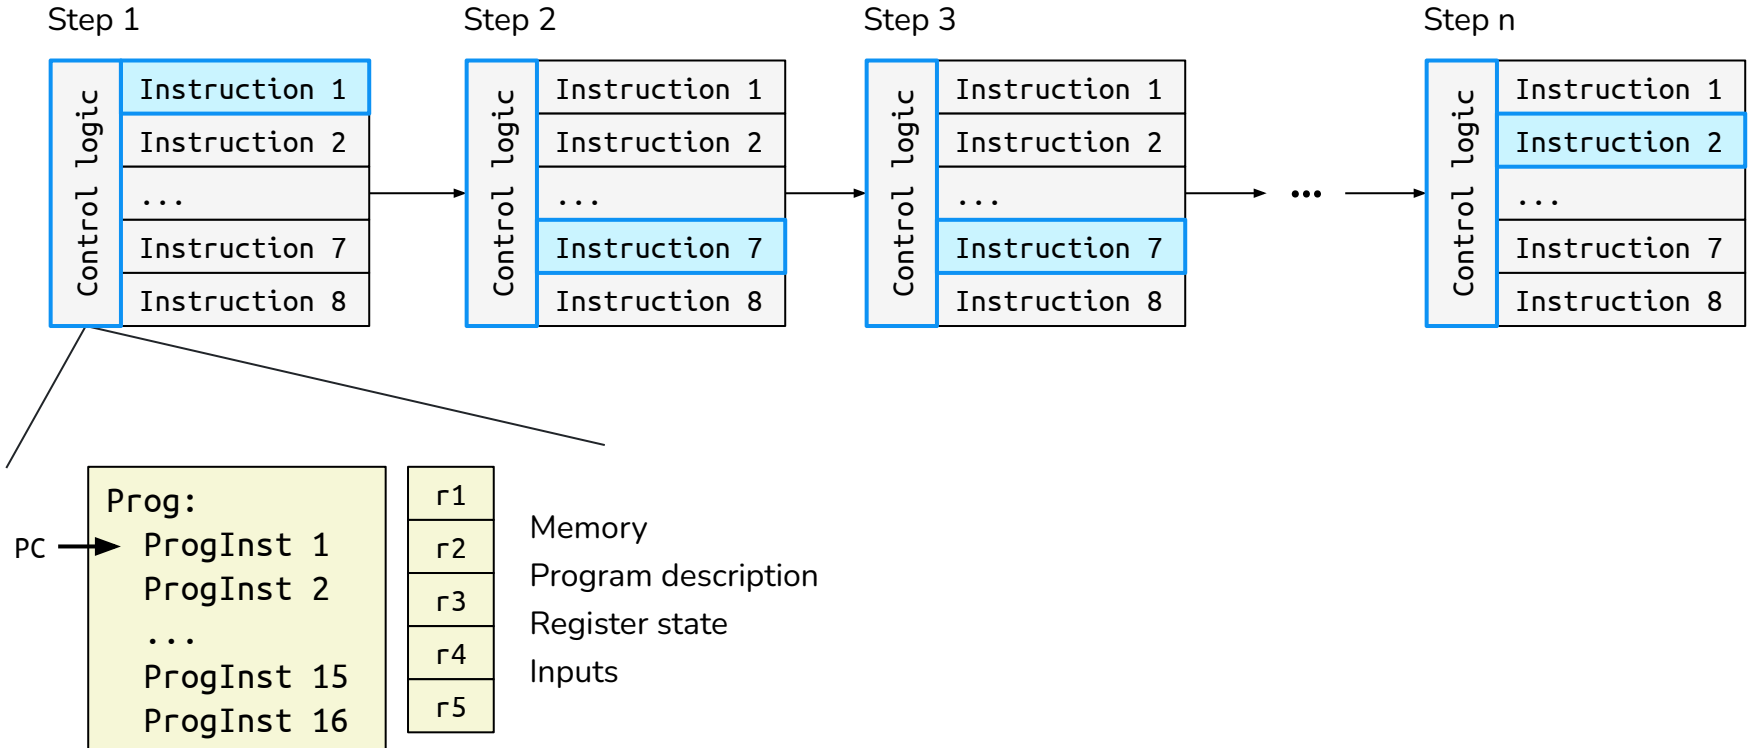 Step 1
Step 2
Step 3
Step n
Control logic
Instruction 1
Instruction 2
...
Instruction 7
Instruction 8
Control logic
Instruction 1
Instruction 2
...
Instruction 7
Instruction 8
Control logic
Instruction 1
Instruction 2
...
Instruction 7
Instruction 8
...
Control logic
Instruction 1
Instruction 2
...
Instruction 7
Instruction 8
PC
Prog:
ProgInst 1
ProgInst 2
...
ProgInst 15
ProgInst 16
r1
r2
r3
r4
r5
Memory
Program description
Register state
Inputs